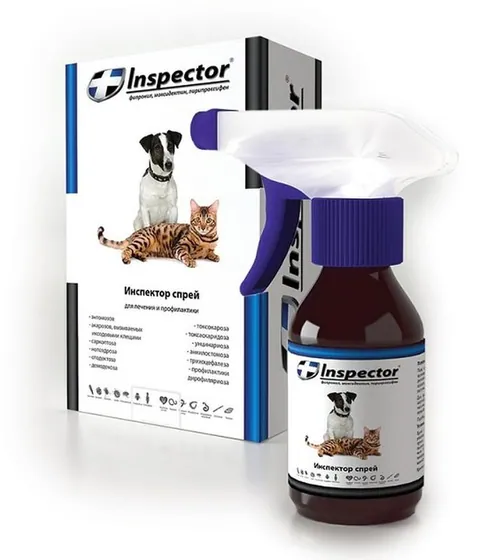 Inspector®
фипронил, моксидектин, пирипроксифен
Инспектор спрей
для лечения и профилактики
• энтомозов
• акарозов, вызываемых
иксодовыми клещами
• саркоптоза
• нотоэдроза
• отодектоза
• демодекоза
• токсокароза
• токсаскаридоза
• унцинариоза
• анкилостомоза
• трихоцефалеза
• профилактики
дирофиляриоза
Inspector
Inspector®
фипронил, моксидектин, пирипроксифен
Инспектор спрей